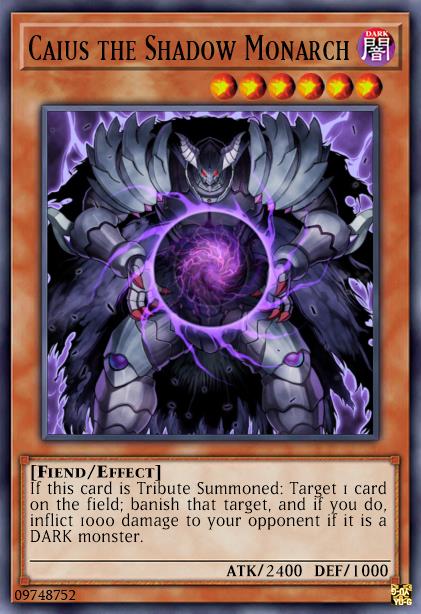 CAIUS THE SHADOW MONARCH
DARK
闇
[FIEND/EFFECT]
If this card is Tribute Summoned: Target 1 card
on the field; banish that target, and if you do,
inflict 1000 damage to your opponent if it is a
DARK monster.
ATK/2400 DEF/1000
09748752